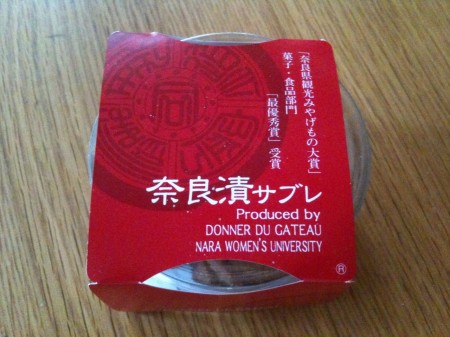 「奈良県観光みやげもの大賞」
菓子・食品部門
「最優秀賞」受賞
奈良漬サブレ
Produced by
DONNER DU GATEAU
NARA WOMEN'S UNIVERSITY
®